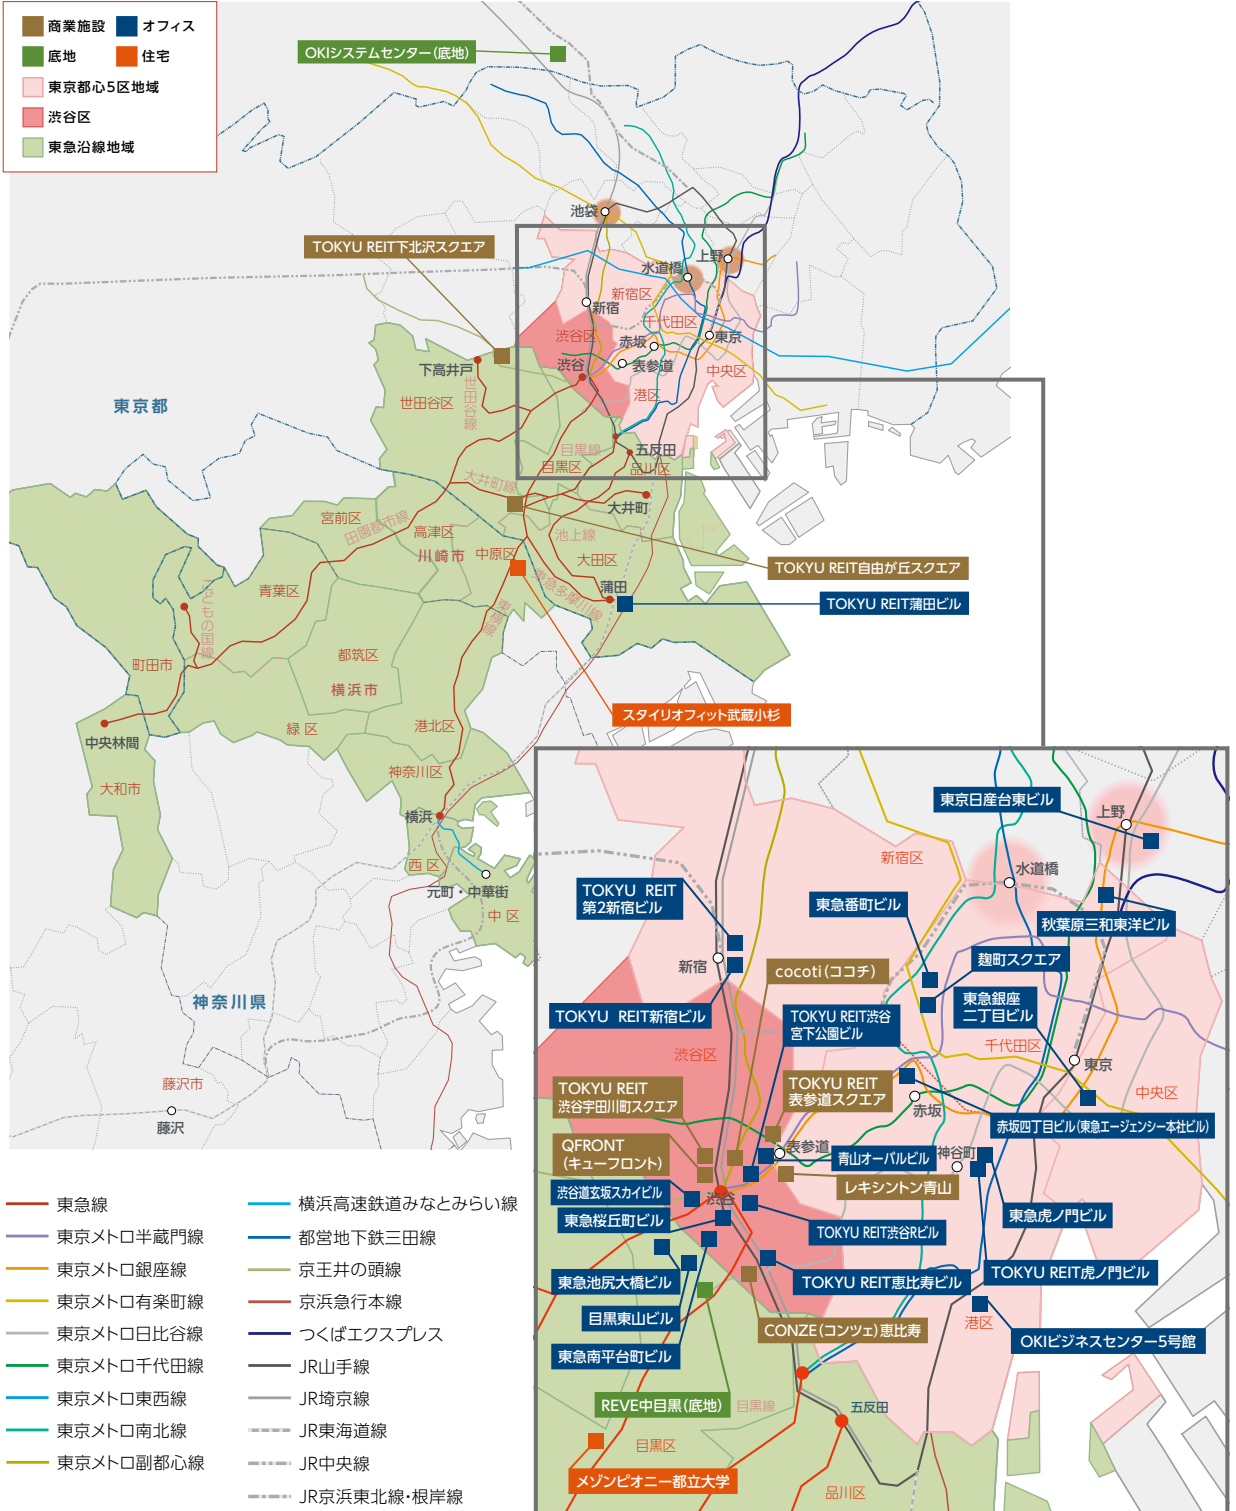 商業施設
オフィス
底地
住宅
東京都心5区地域
渋谷区
東急沿線地域
OKIシステムセンター(底地)
池袋
TOKYU REIT下北沢スクエア
上野
水道橋
新宿区
新宿
千代田区
渋谷区
赤坂
東京
下高井戸
渋谷
表参道
中央区
世田谷線
港区
東京都
世田谷区
目黒線
五反田
目黒区
品川区
大井町線
大井町
宮前区
田園都市線
高津区
池上線
川崎市
中原区
大田区
TOKYU REIT自由が丘スクエア
青葉区
東急多摩川線
蒲田
TOKYU REIT蒲田ビル
こどもの国線
東横線
町田市
都筑区
横浜市
スタイリオフィット武蔵小杉
緑区
港北区
中央林間
大和市
神奈川区
横浜
西区
元町・中華街
中区
神奈川県
藤沢市
藤沢
東京日産台東ビル
上野
新宿区
水道橋
TOKYU REIT
第2新宿ビル
東急番町ビル
秋葉原三和東洋ビル
新宿
cocoti(ココチ)
麹町スクエア
東急銀座
二丁目ビル
TOKYU REIT新宿ビル
TOKYU REIT渋谷
宮下公園ビル
渋谷区
千代田区
東京
TOKYU REIT
渋谷宇田川町スクエア
TOKYU REIT
表参道スクエア
中央区
赤坂
赤坂四丁目ビル(東急エージェンシー本社ビル)
QFRONT
(キューフロント)
表参道
青山オーバルビル
神谷町
渋谷道玄坂スカイビル
渋谷
レキシントン青山
東急桜丘町ビル
東急虎ノ門ビル
TOKYU REIT渋谷Rビル
東急池尻大橋ビル
TOKYU REIT恵比寿ビル
TOKYU REIT虎ノ門ビル
目黒東山ビル
港区
CONZE(コンツェ)恵比寿
OKIビジネスセンター5号館
東急南平台町ビル
REVE中目黒(底地)
目黒線
五反田
目黒区
メゾンピオニー都立大学
品川区
東急線
東京メトロ半蔵門線
東京メトロ銀座線
東京メトロ有楽町線
東京メトロ日比谷線
東京メトロ千代田線
東京メトロ東西線
東京メトロ南北線
東京メトロ副都心線
横浜高速鉄道みなとみらい線
都営地下鉄三田線
京王井の頭線
京浜急行本線
つくばエクスプレス
JR山手線
JR埼京線
JR東海道線
JR中央線
JR京浜東北線・根岸線